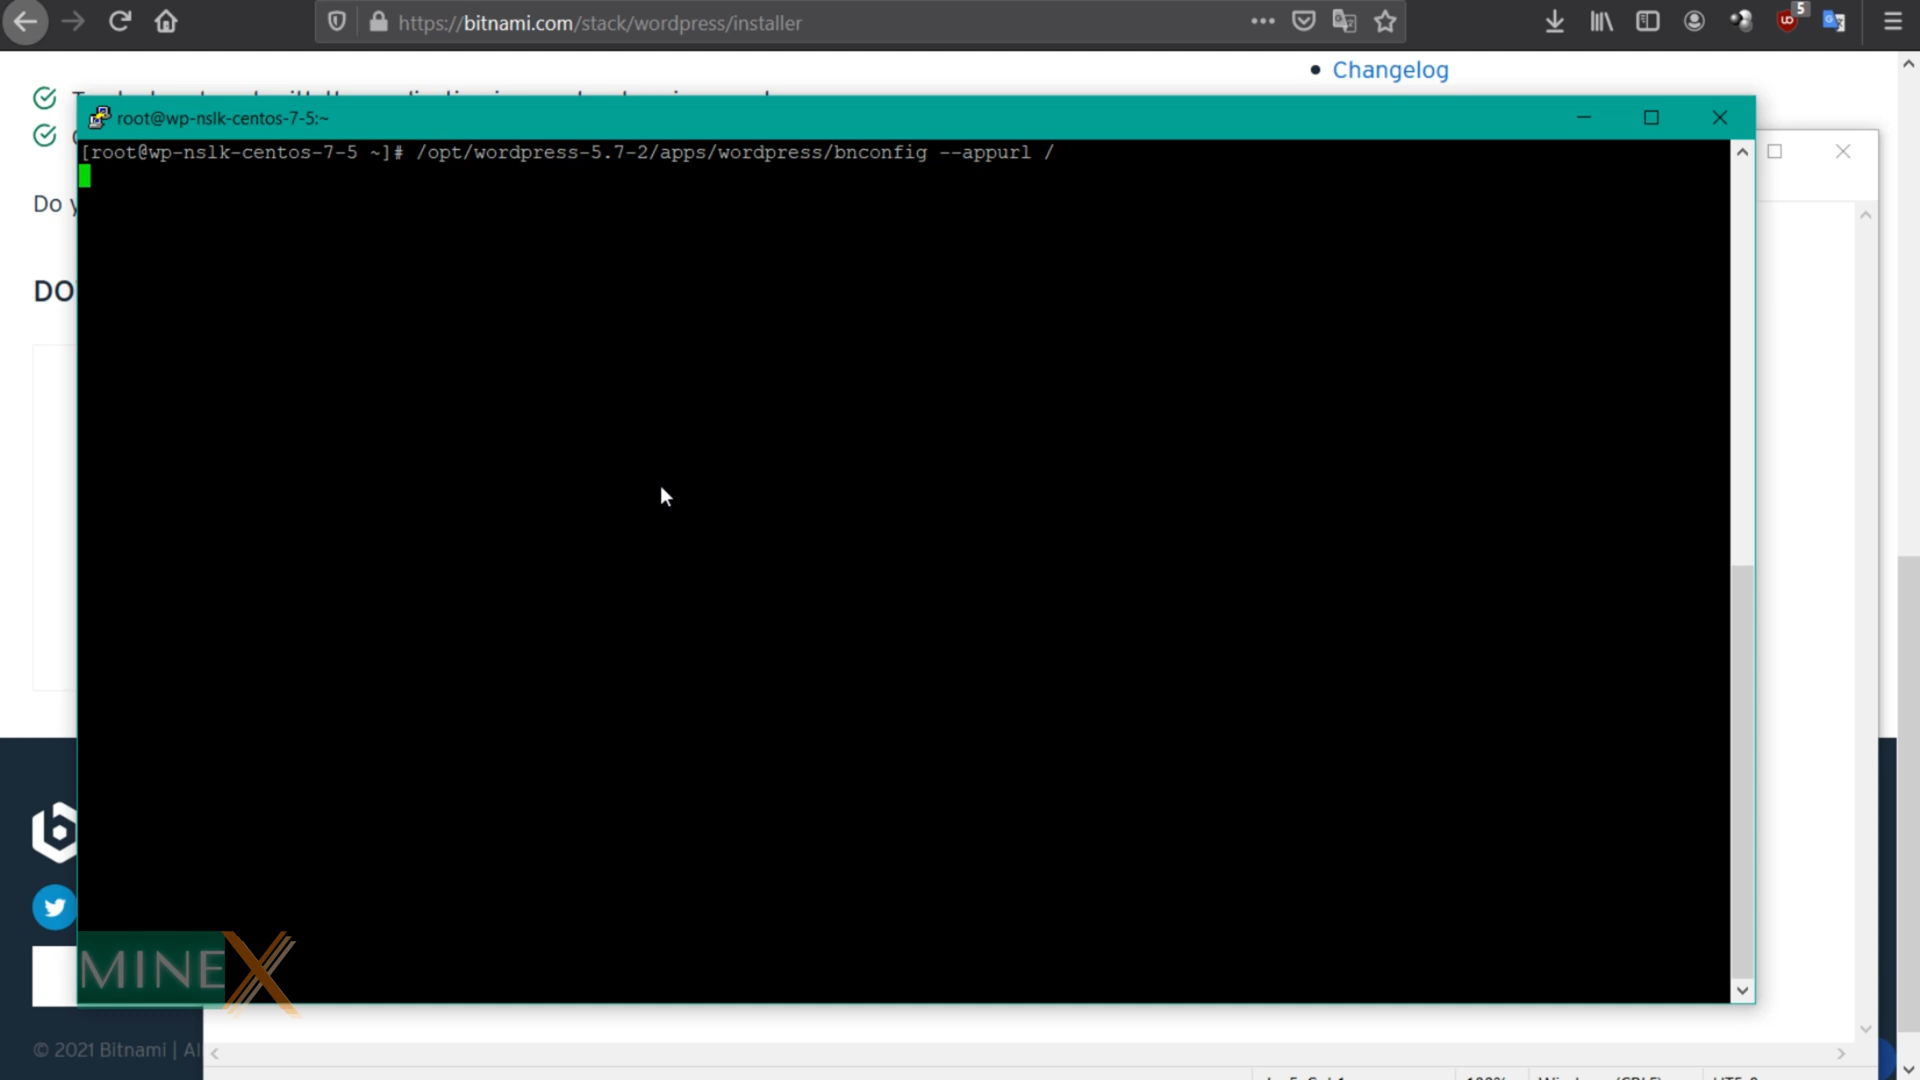 https://bitnami.com/stack/wordpress/installer
5
Changelog
root@wp-nslk-centos-7-5:~
[root@wp-nslk-centos-7-5 ~]# /opt/wordpress-5.7-2/apps/wordpress/bnconfig --appurl /
Do
DO
MINEX
© 2021 Bitnami | Al